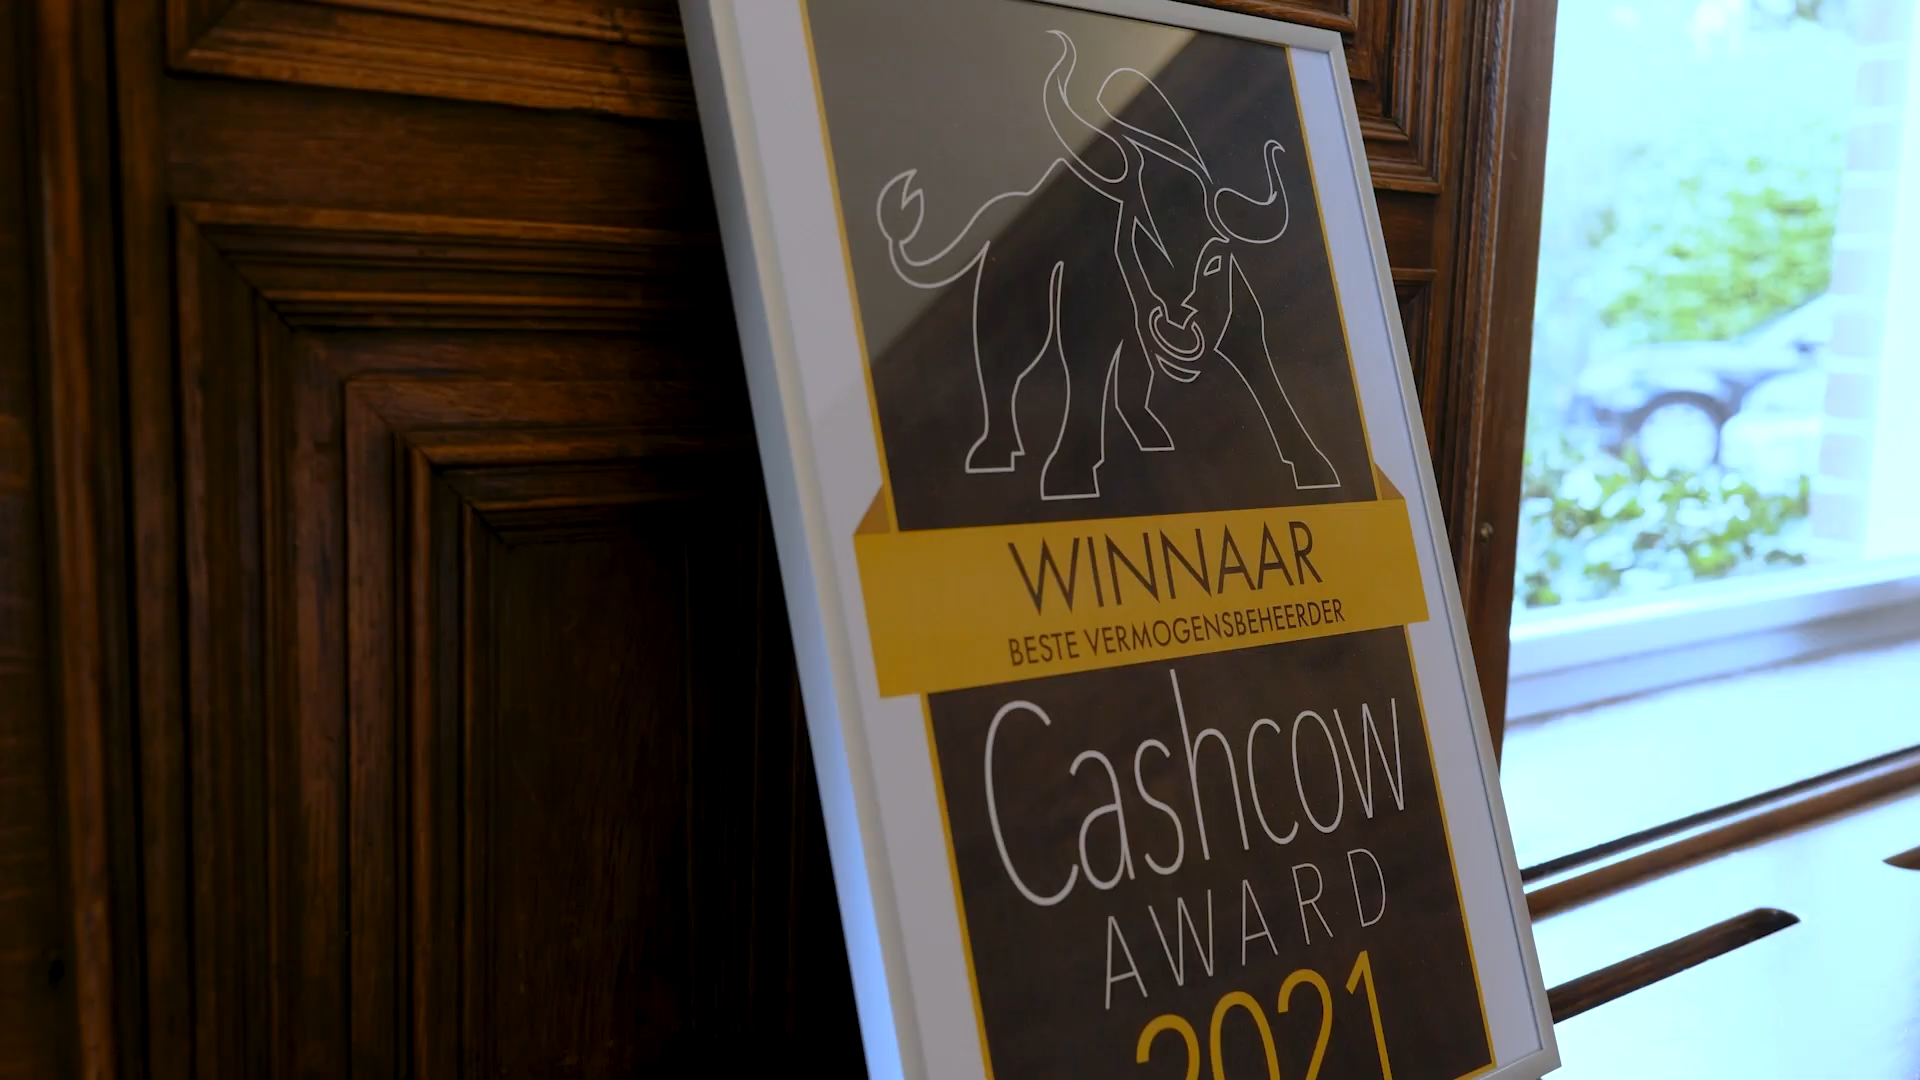 WINNAAR
BESTE VERMOGENSBEHEERDER
Cashcow
AWARD
2021